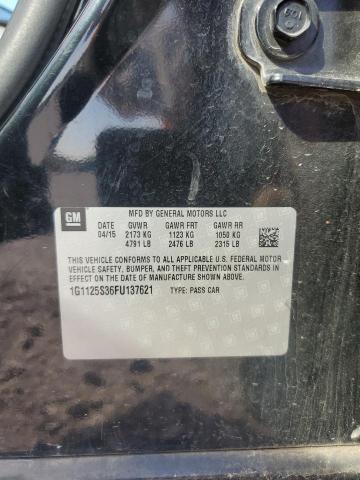 GM
MFD BY GENERAL MOTORS LLC
DATE GVWR GAWR FRT GAWR RR
04/15 2173 KG 1123 KG 1050 KG
4791 LB 2476 LB 2315 LB
THIS VEHICLE CONFORMS TO ALL APPLICABLE U.S. FEDERAL MOTOR
VEHICLE SAFETY, BUMPER, AND THEFT PREVENTION STANDARDS IN
EFFECT ON THE DATE OF MANUFACTURE SHOWN ABOVE.
1G1125S36FU137621 TYPE: PASS CAR